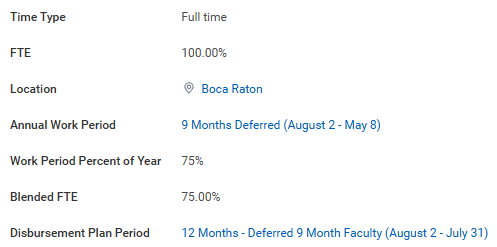 Time Type Full time
FTE 100.00%
Location Boca Raton
Annual Work Period 9 Months Deferred (August 2 - May 8)
Work Period Percent of Year 75%
Blended FTE 75.00%
Disbursement Plan Period 12 Months - Deferred 9 Month Faculty (August 2 - July 31)